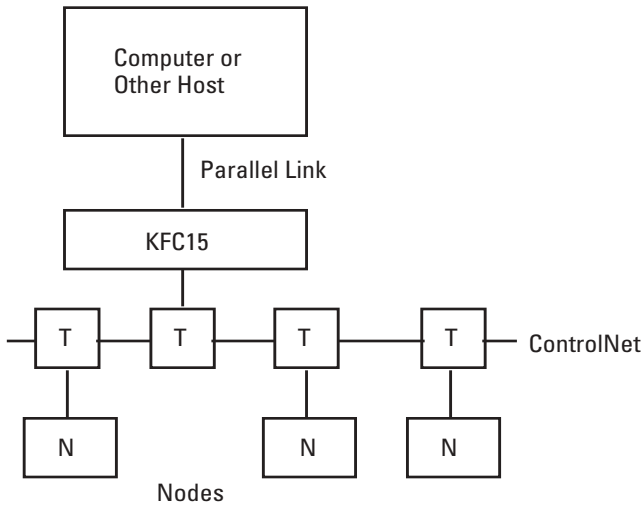 Computer or
Other Host
Parallel Link
KFC15
T
T
T
T
ControlNet
N
N
N
Nodes